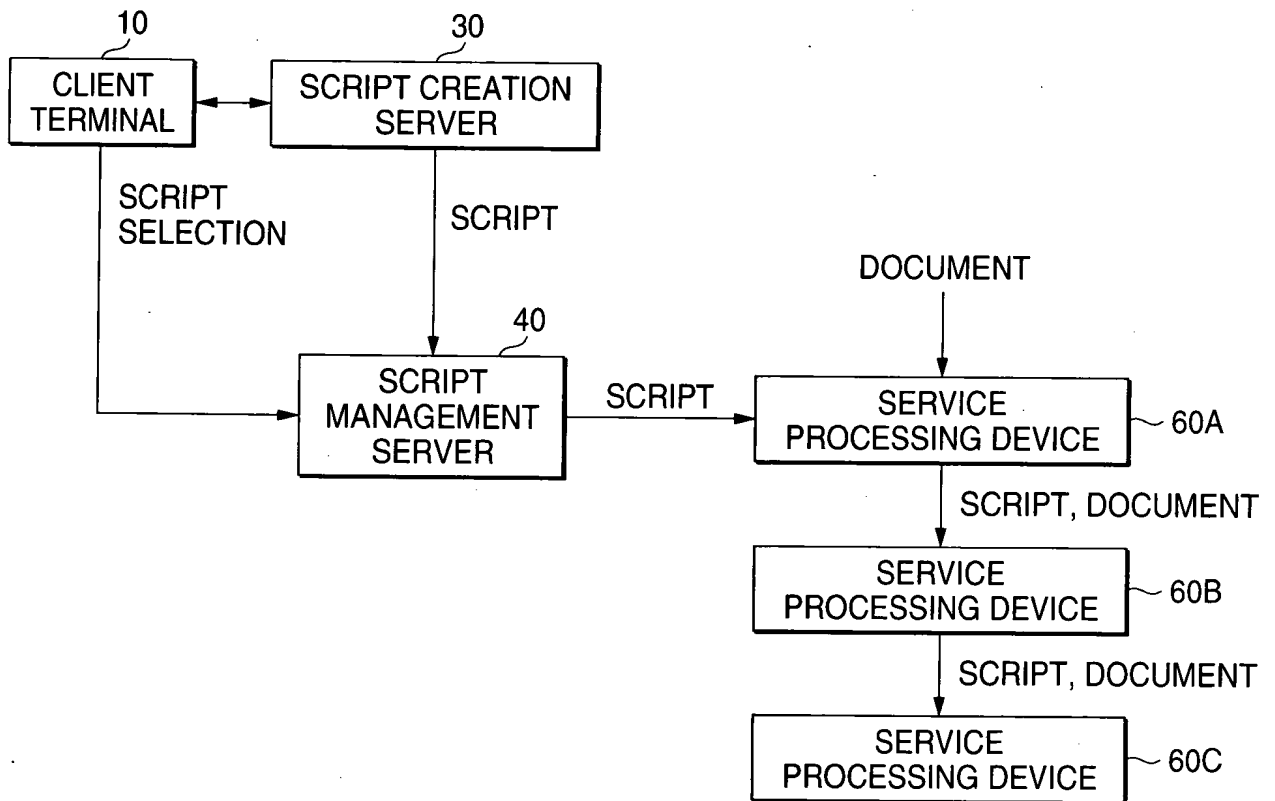 10
CLIENT
TERMINAL
30
SCRIPT CREATION
SERVER
SCRIPT
SELECTION
SCRIPT
DOCUMENT
40
SCRIPT
MANAGEMENT
SERVER
SCRIPT
SERVICE
PROCESSING DEVICE
60A
SCRIPT, DOCUMENT
SERVICE
PROCESSING DEVICE
60B
SCRIPT, DOCUMENT
SERVICE
PROCESSING DEVICE
60C